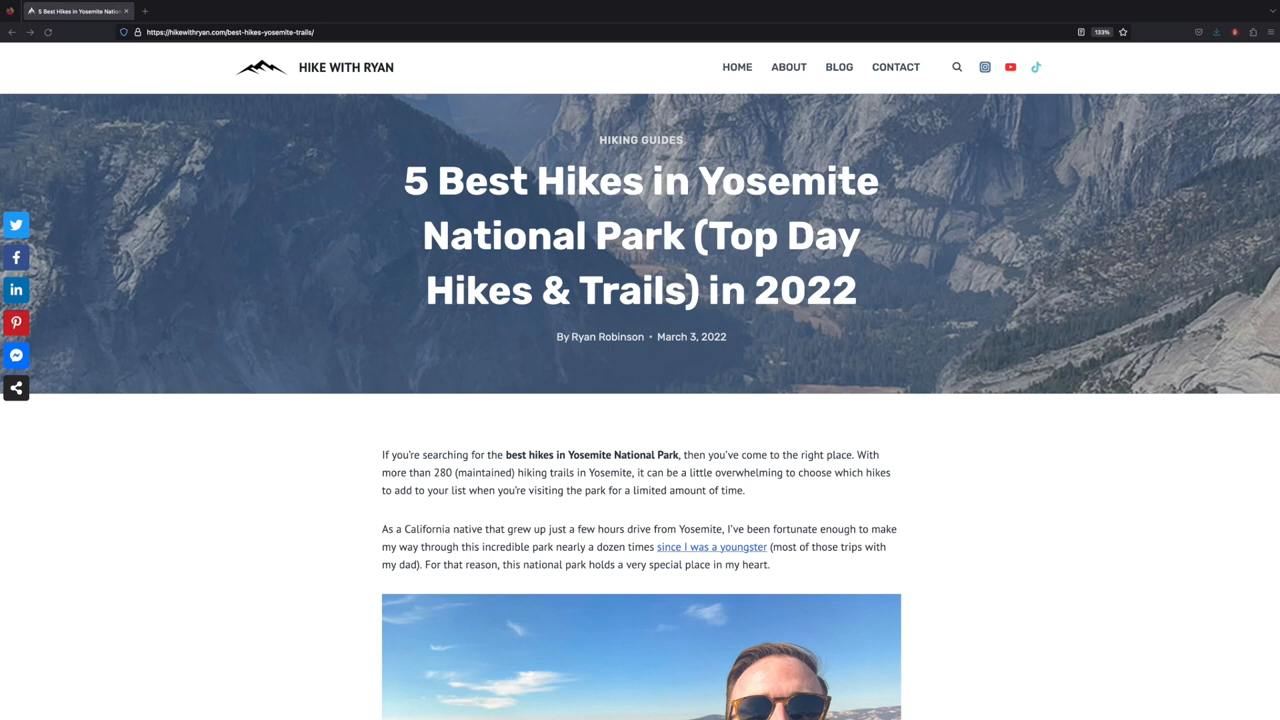 5 Best Hikes in Yosemite Nation
https://hikewithryan.com/best-hikes-yosemite-trails/
133%
HIKE WITH RYAN
HOME
ABOUT
BLOG
CONTACT
HIKING GUIDES
5 Best Hikes in Yosemite
National Park (Top Day
Hikes & Trails) in 2022
By Ryan Robinson • March 3, 2022
If you're searching for the best hikes in Yosemite National Park, then you've come to the right place. With
more than 280 (maintained) hiking trails in Yosemite, it can be a little overwhelming to choose which hikes
to add to your list when you're visiting the park for a limited amount of time.
As a California native that grew up just a few hours drive from Yosemite, I've been fortunate enough to make
my way through this incredible park nearly a dozen times since I was a youngster (most of those trips with
my dad). For that reason, this national park holds a very special place in my heart.